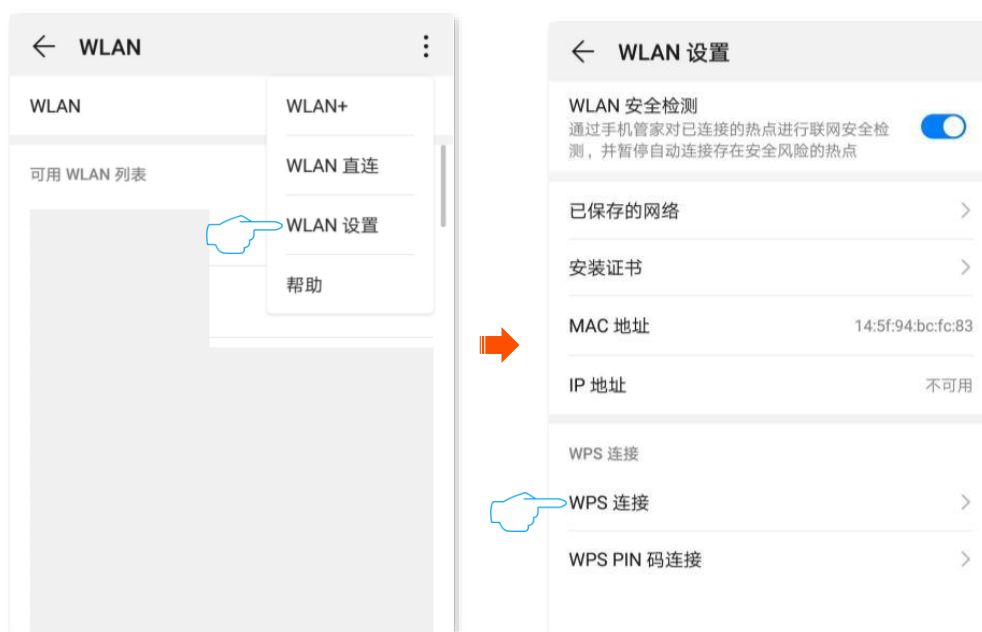 WLAN
WLAN
WLAN+
WLAN 直连
可用 WLAN 列表
WLAN 设置
帮助
WLAN 设置
WLAN 安全检测
通过手机管家对已连接的热点进行联网安全检
测，并暂停自动连接存在安全风险的热点
已保存的网络
安装证书
MAC 地址 14:5f:94:bc:fc:83
IP 地址 不可用
WPS 连接
WPS 连接
WPS PIN 码连接